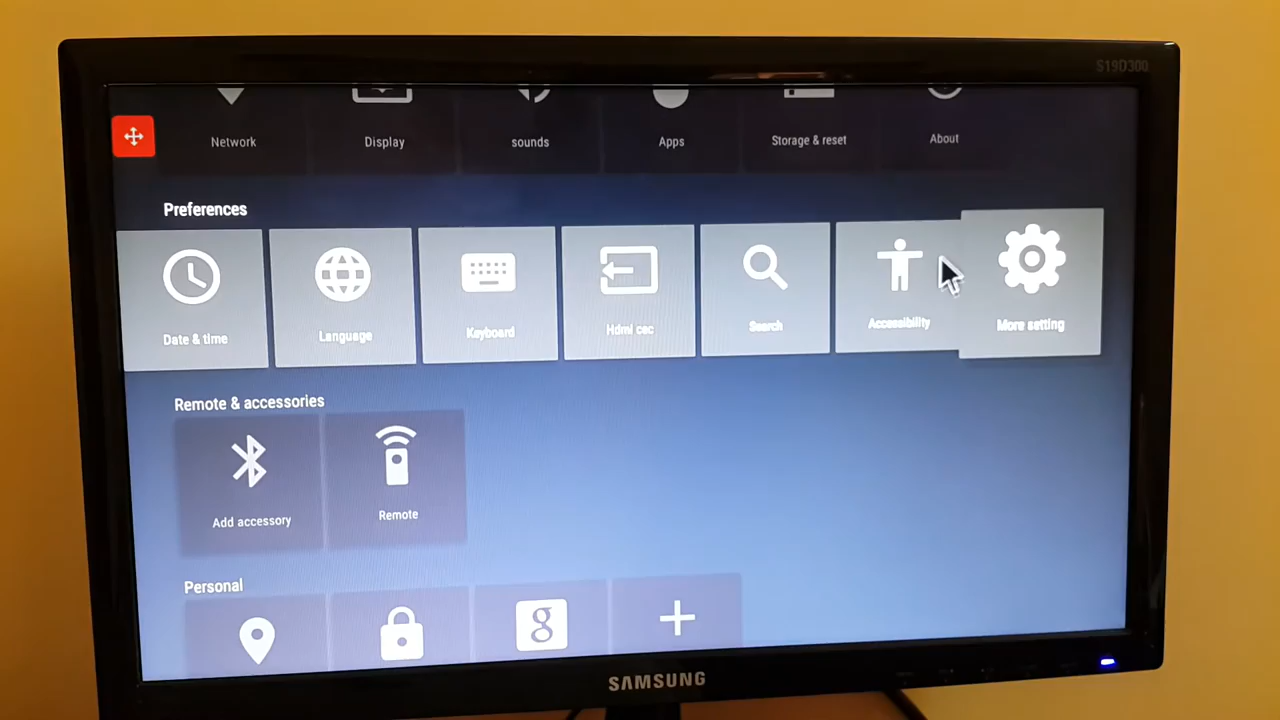 S19D300
Network Display sounds Apps Storage & reset About
Preferences
Date & time Language Keyboard Hdmi cec Search Accessibility More setting
Remote & accessories
Add accessory Remote
Personal
g
SAMSUNG